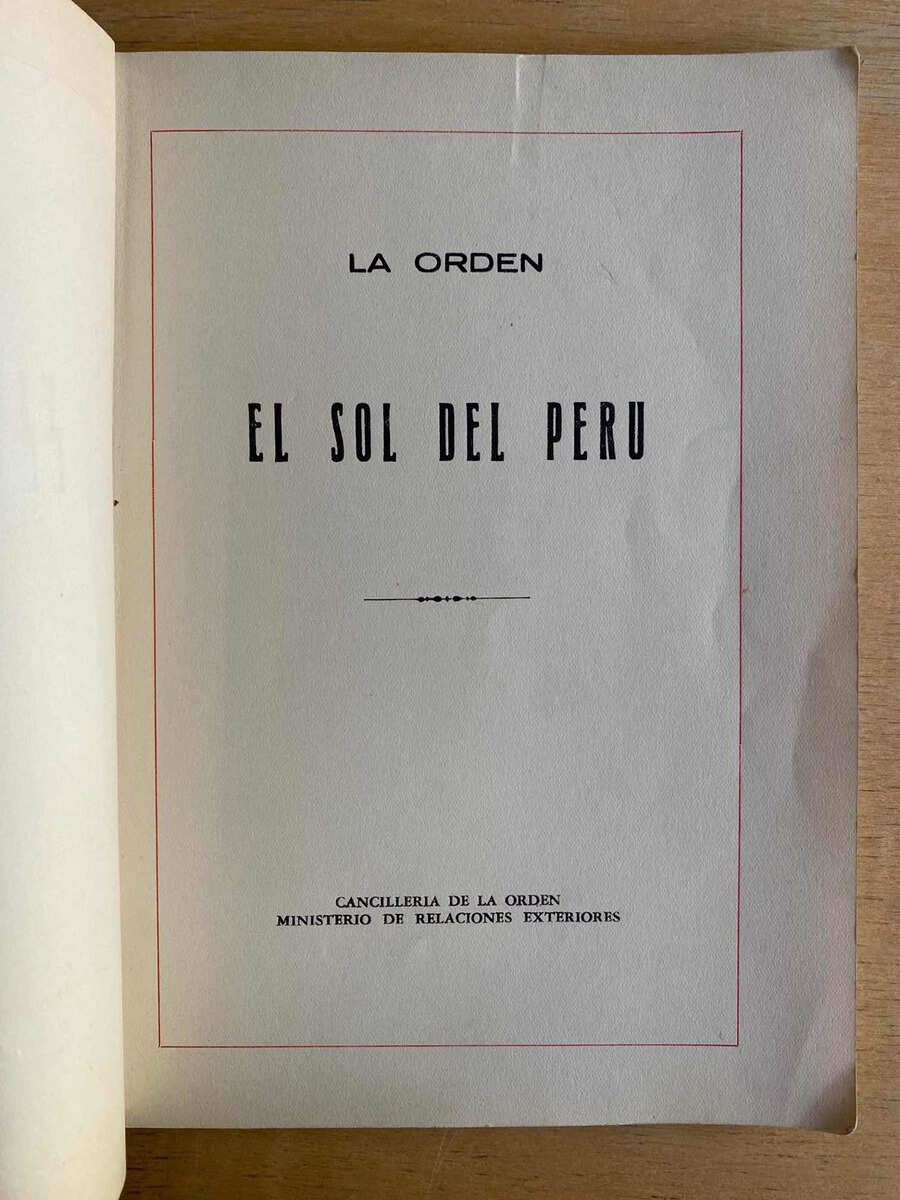 LA ORDEN
EL SOL DEL PERU
CANCILLERIA DE LA ORDEN
MINISTERIO DE RELACIONES EXTERIORES